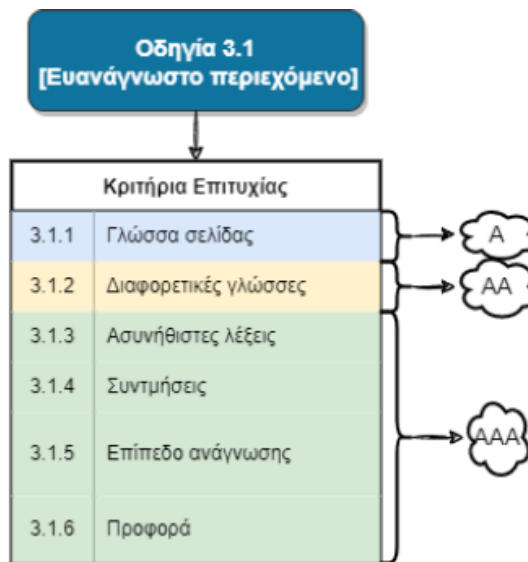 Οδηγία 3.1
[Ευανάγνωστο περιεχόμενο]
Κριτήρια Επιτυχίας
3.1.1 Γλώσσα σελίδας
A
3.1.2 Διαφορετικές γλώσσες
AA
3.1.3 Ασυνήθιστες λέξεις
3.1.4 Συντμήσεις
3.1.5 Επίπεδο ανάγνωσης
AAA
3.1.6 Προφορά